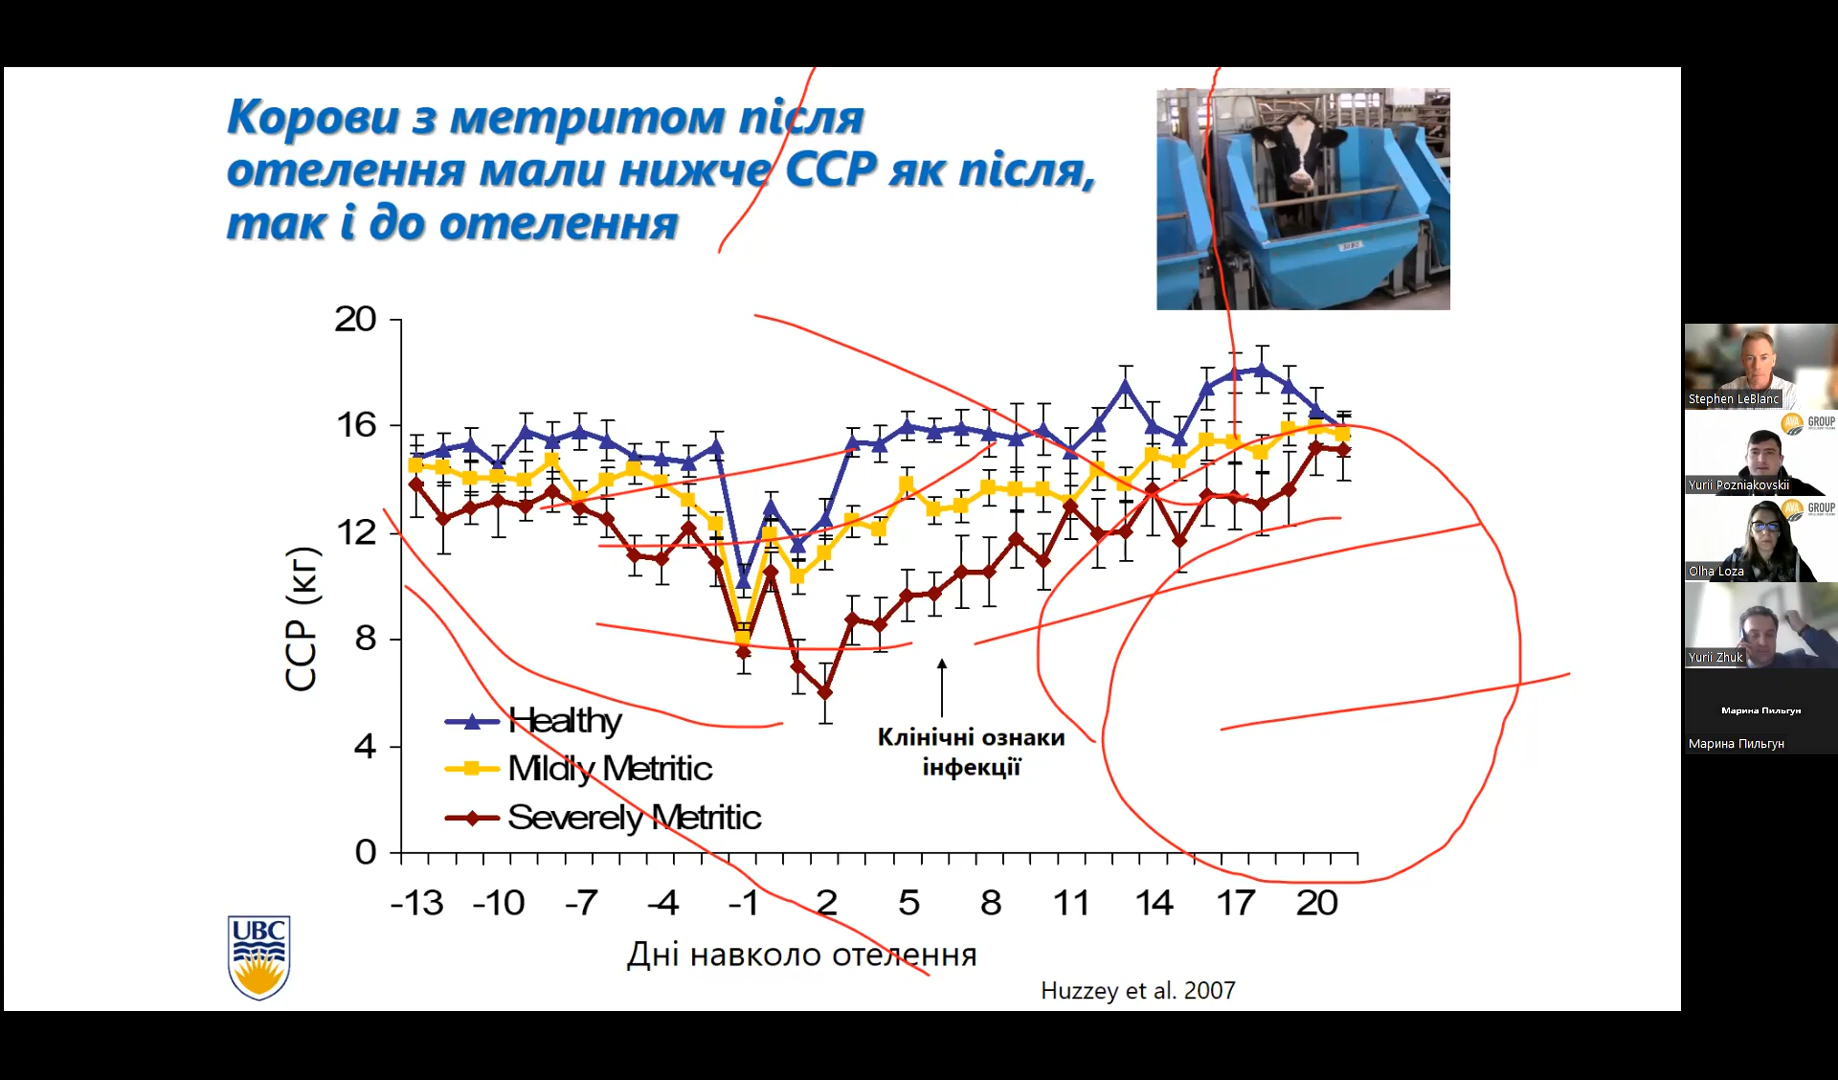 Корови з метритом після
отелення мали нижче ССР як після,
так і до отелення
20
16
12
8
4
0
ССР (кг)
Healthy
Mildly Metritic
Severely Metritic
Клінічні ознаки
інфекції
-13 -10 -7 -4 -1 2 5 8 11 14 17 20
Дні навколо отелення
UBC
Huzzey et al. 2007
Stephen LeBlanc
AVA GROUP
Yurii Pozniakovskii
AVA GROUP
Olha Loza
Yurii Zhuk
Марина Пильгун
Марина Пильгун